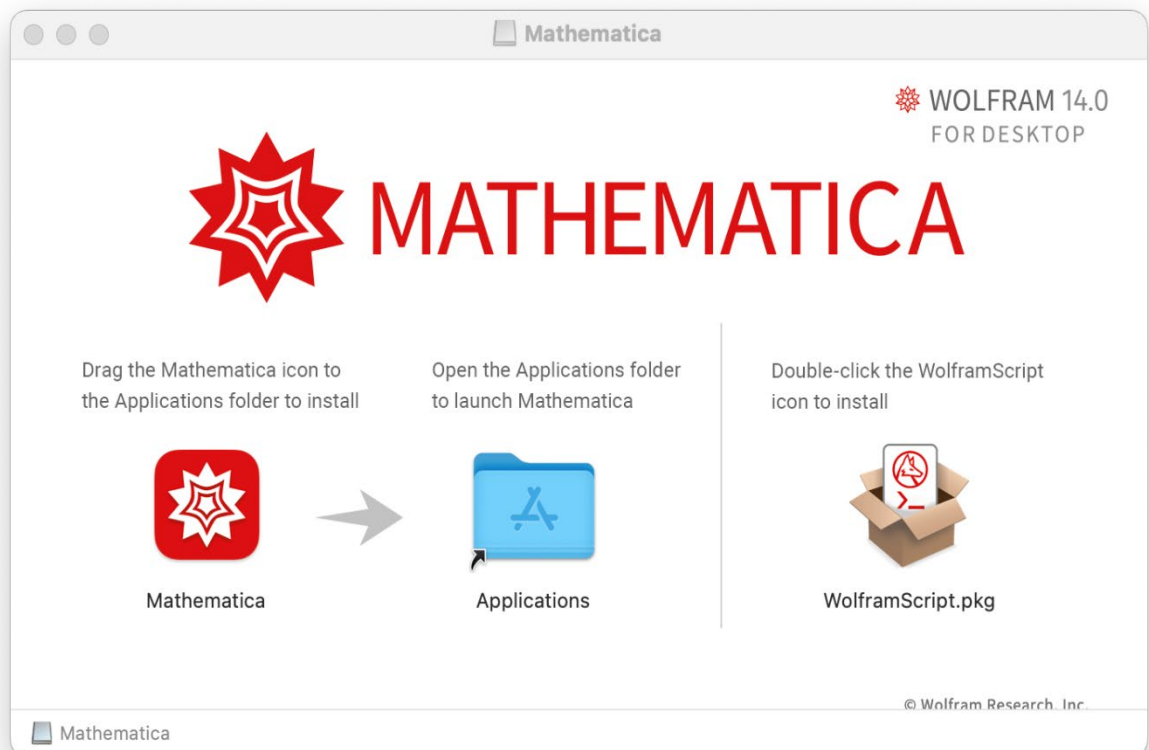 Mathematica
WOLFRAM 14.0
FOR DESKTOP
MATHEMATICA
Drag the Mathematica icon to
the Applications folder to install
Open the Applications folder
to launch Mathematica
Double-click the WolframScript
icon to install
Mathematica
Applications
WolframScript.pkg
© Wolfram Research, Inc.
Mathematica